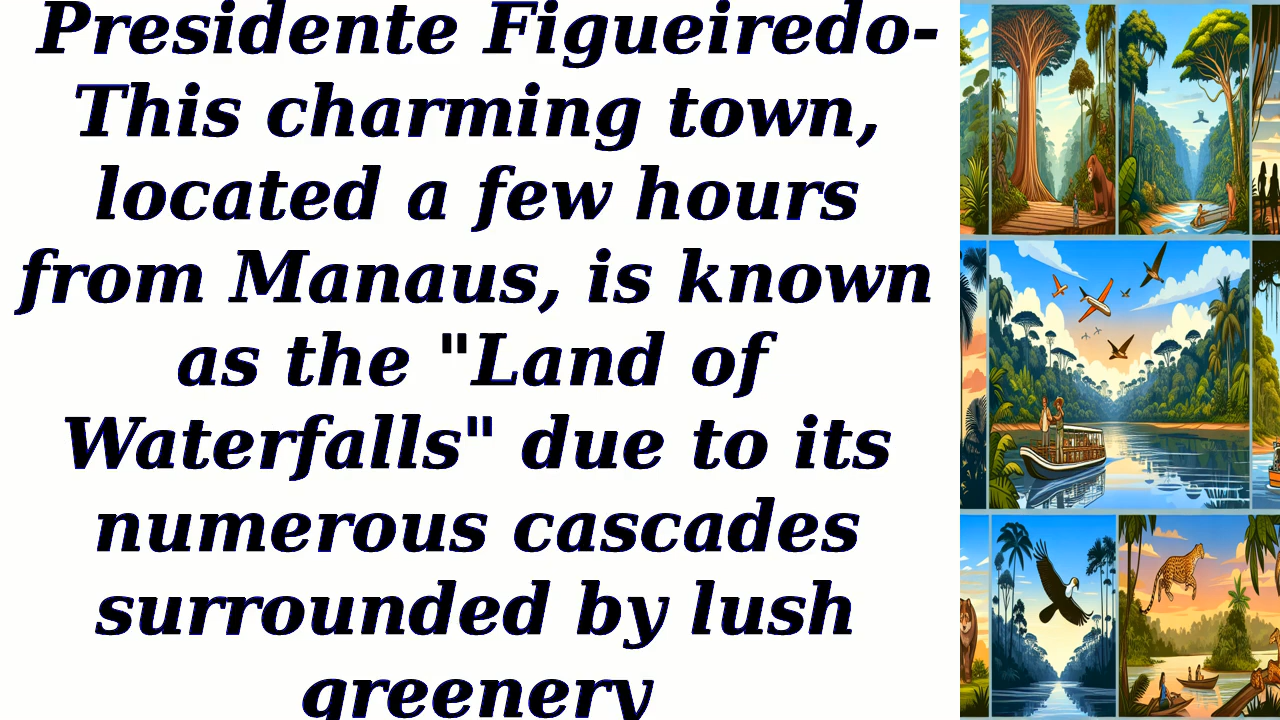 Presidente Figueiredo-
This charming town,
located a few hours
from Manaus, is known
as the "Land of
Waterfalls" due to its
numerous cascades
surrounded by lush
greenery